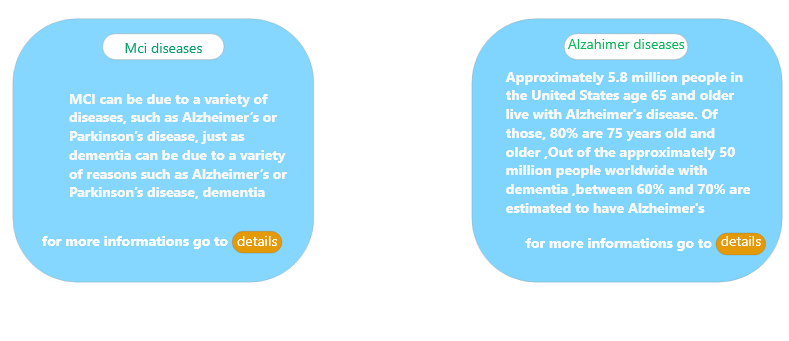 Mci diseases
MCI can be due to a variety of
diseases, such as Alzheimer’s or
Parkinson’s disease, just as
dementia can be due to a variety
of reasons such as Alzheimer’s or
Parkinson’s disease, dementia
for more informations go to details
Alzahimer diseases
Approximately 5.8 million people in
the United States age 65 and older
live with Alzheimer's disease. Of
those, 80% are 75 years old and
older ,Out of the approximately 50
million people worldwide with
dementia ,between 60% and 70% are
estimated to have Alzheimer's
for more informations go to details